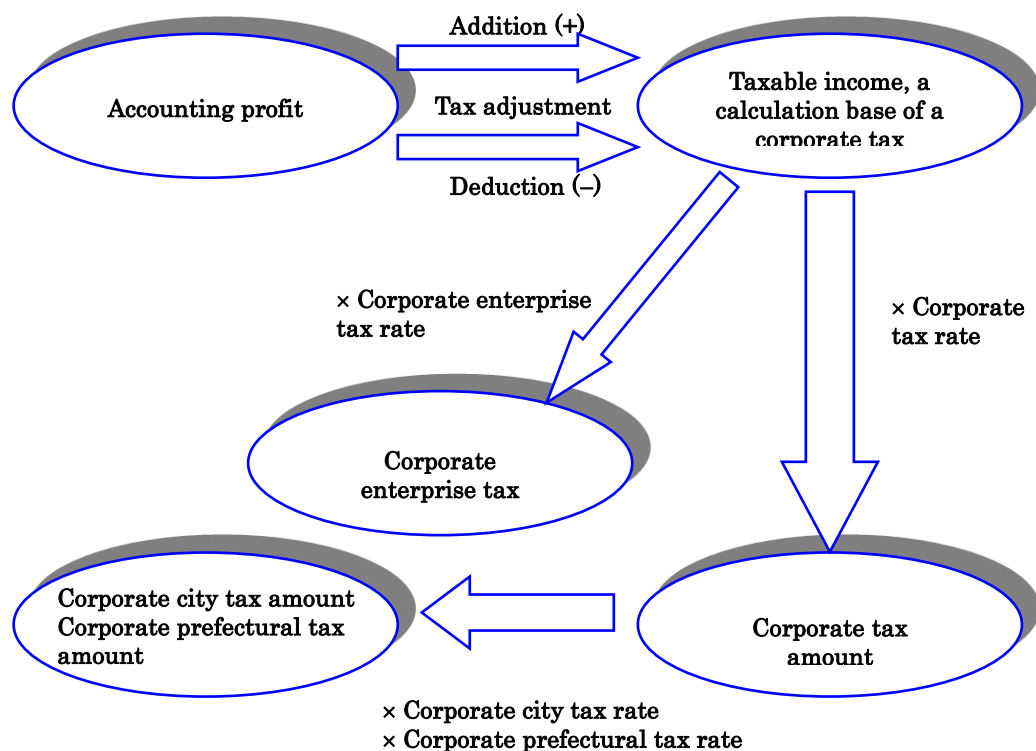 Addition (+)
Accounting profit
Tax adjustment
Deduction (–)
Taxable income, a
calculation base of a
corporate tax
× Corporate enterprise
tax rate
× Corporate
tax rate
Corporate
enterprise tax
Corporate city tax amount
Corporate prefectural tax
amount
Corporate tax
amount
× Corporate city tax rate
× Corporate prefectural tax rate